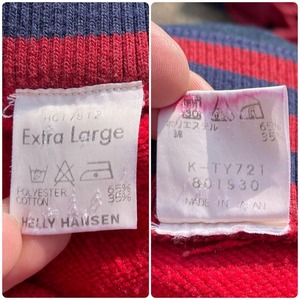 HC17812
Extra Large
POLYESTER 65%
COTTON 35%
HELLY HANSEN
ポリエステル 65%
綿 35
K-TY721
801930
MADE IN JAPAN